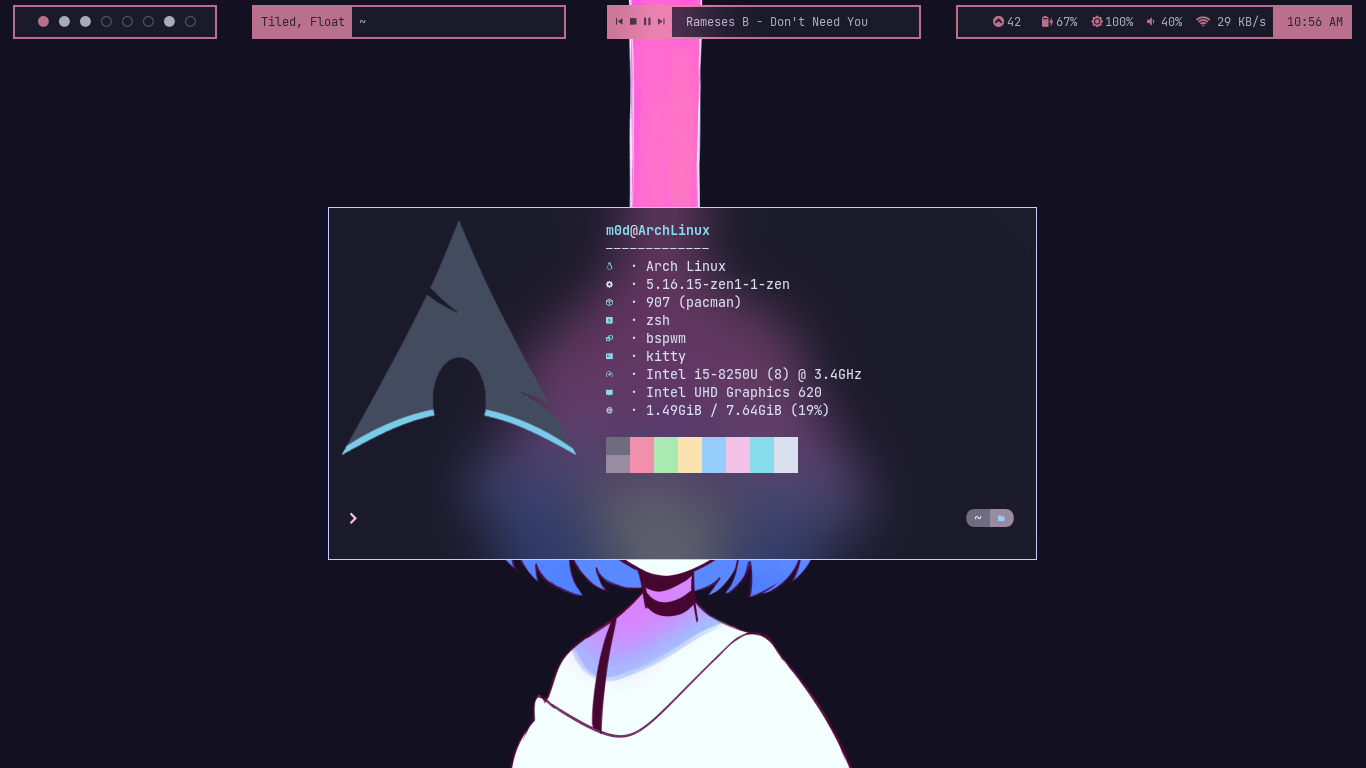 Tiled, Float ~
Rameses B - Don't Need You
42 67% 100% 40% 29 KB/s 10:56 AM
m0d@ArchLinux
-------------
· Arch Linux
· 5.16.15-zen1-1-zen
· 907 (pacman)
· zsh
· bspwm
· kitty
· Intel i5-8250U (8) @ 3.4GHz
· Intel UHD Graphics 620
· 1.49GiB / 7.64GiB (19%)
~